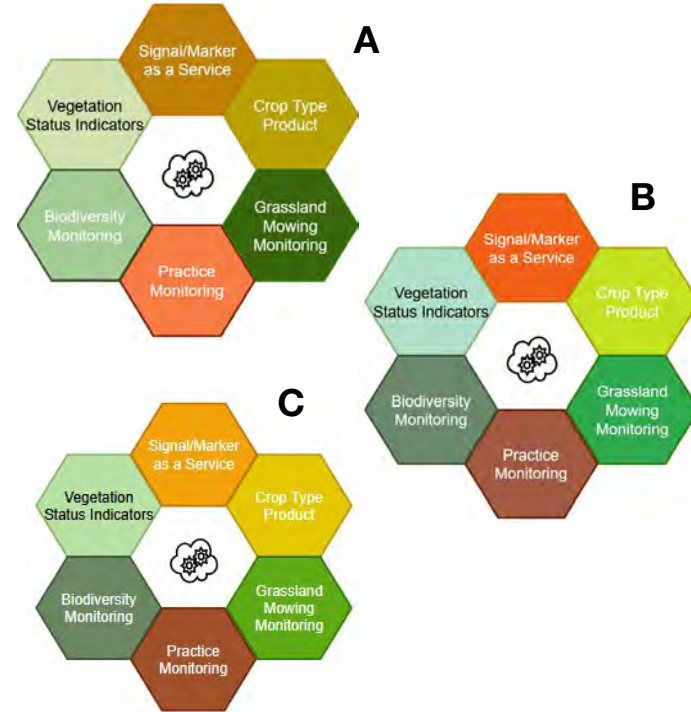 A
Signal/Marker
as a Service
Vegetation
Status Indicators
Crop Type
Product
Biodiversity
Monitoring
Grassland
Mowing
Monitoring
Practice
Monitoring
B
Signal/Marker
as a Service
Vegetation
Status Indicators
Crop Type
Product
Biodiversity
Monitoring
Grassland
Mowing
Monitoring
Practice
Monitoring
C
Signal/Marker
as a Service
Vegetation
Status Indicators
Crop Type
Product
Biodiversity
Monitoring
Grassland
Mowing
Monitoring
Practice
Monitoring